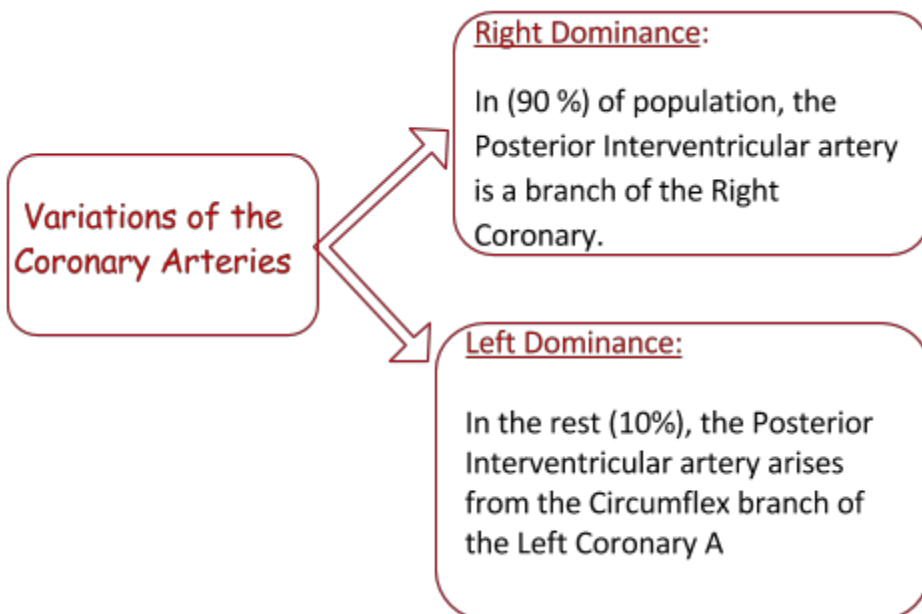 Variations of the
Coronary Arteries
Right Dominance:
In (90 %) of population, the
Posterior Interventricular artery
is a branch of the Right
Coronary.
Left Dominance:
In the rest (10%), the Posterior
Interventricular artery arises
from the Circumflex branch of
the Left Coronary A